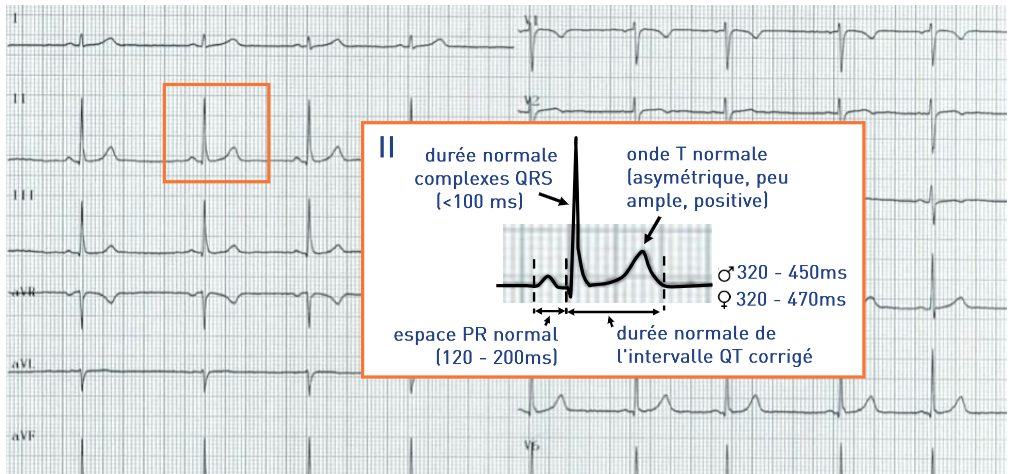 I
II
III
aVR
aVL
aVF
V1
V2
V5
II
durée normale
complexes QRS
(<100 ms)
onde T normale
(asymétrique, peu
ample, positive)
♂ 320 - 450ms
♀ 320 - 470ms
espace PR normal
(120 - 200ms)
durée normale de
l'intervalle QT corrigé